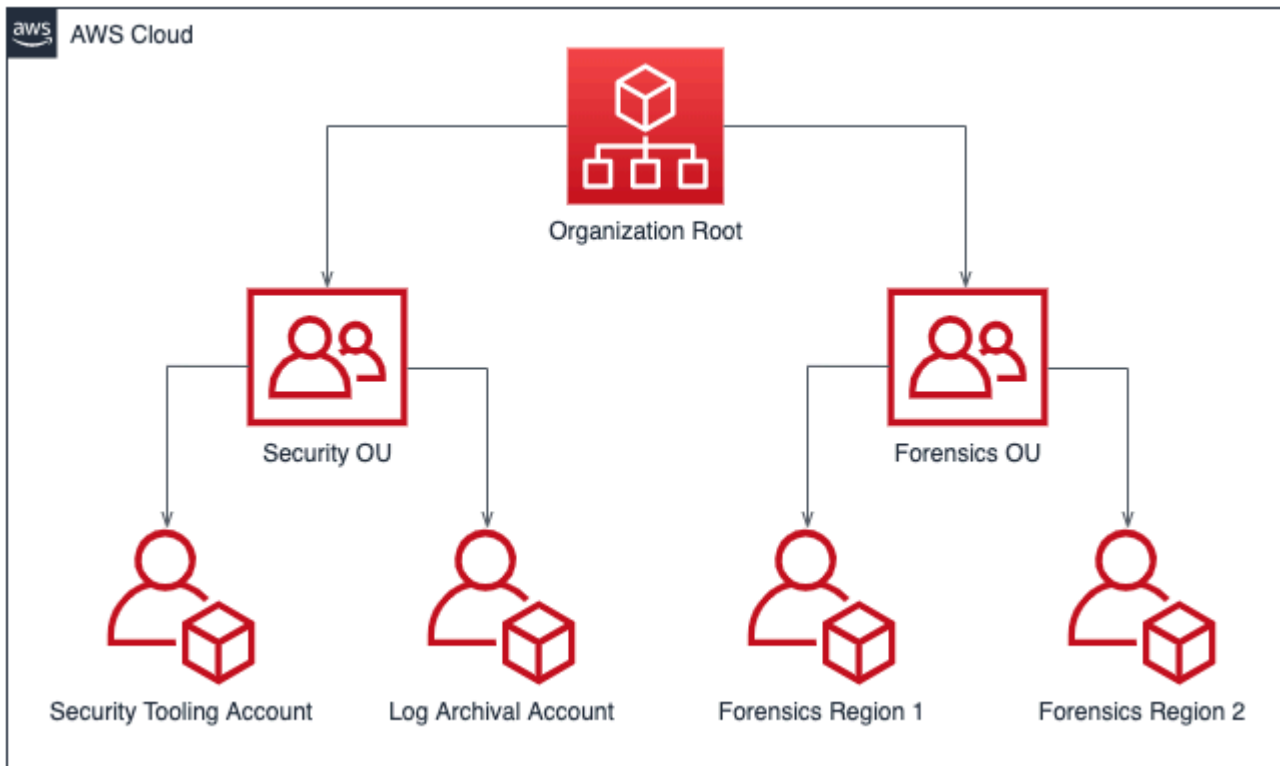 aws
AWS Cloud
Organization Root
Security OU
Forensics OU
Security Tooling Account
Log Archival Account
Forensics Region 1
Forensics Region 2